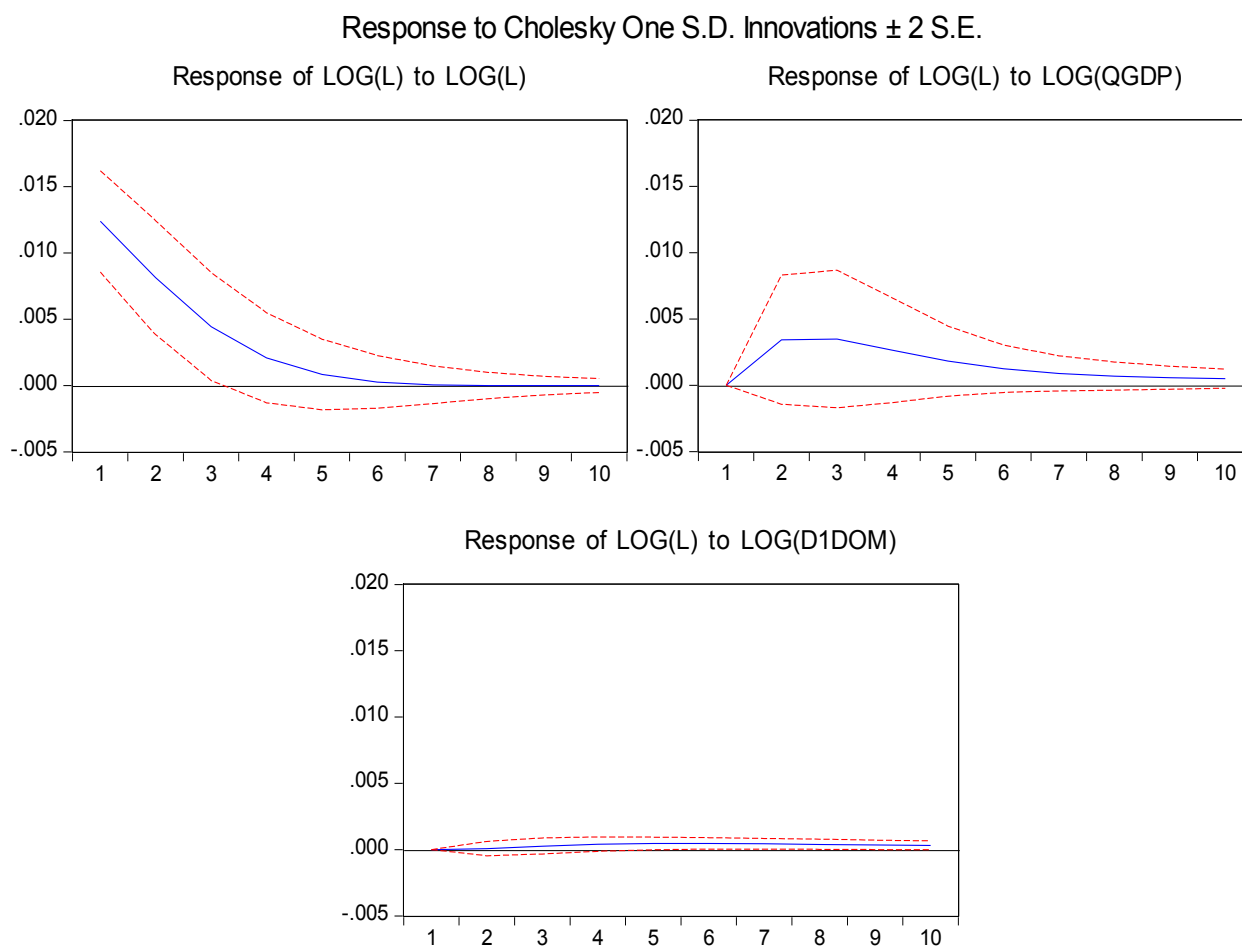 Response to Cholesky One S.D. Innovations ± 2 S.E.
Response of LOG(L) to LOG(L)
.020
.015
.010
.005
.000
-.005
1 2 3 4 5 6 7 8 9 10
Response of LOG(L) to LOG(QGDP)
.020
.015
.010
.005
.000
-.005
1 2 3 4 5 6 7 8 9 10
Response of LOG(L) to LOG(D1DOM)
.020
.015
.010
.005
.000
-.005
1 2 3 4 5 6 7 8 9 10